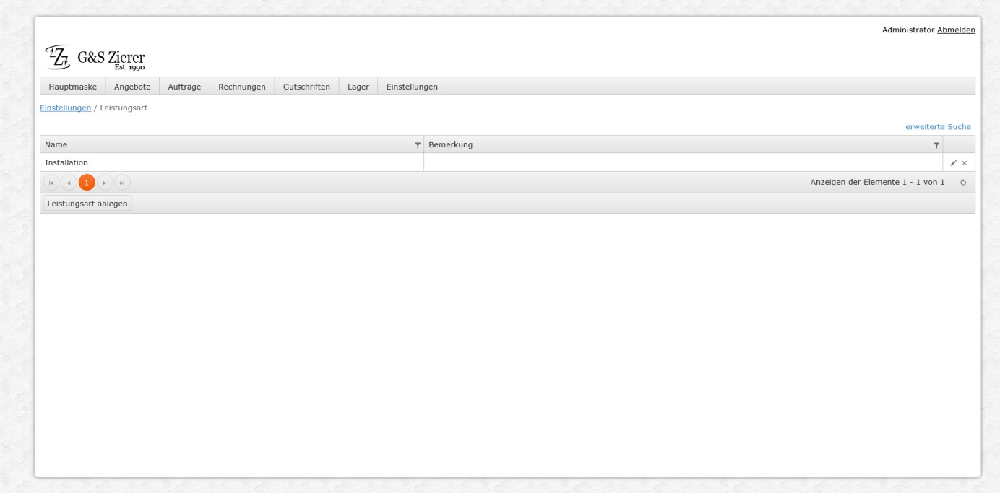 Administrator Abmelden
G&S Zierer
Est. 1990
Hauptmaske Angebote Aufträge Rechnungen Gutschriften Lager Einstellungen
Einstellungen / Leistungsart
erweiterte Suche
Name Bemerkung
Installation
1 Anzeigen der Elemente 1 - 1 von 1
Leistungsart anlegen